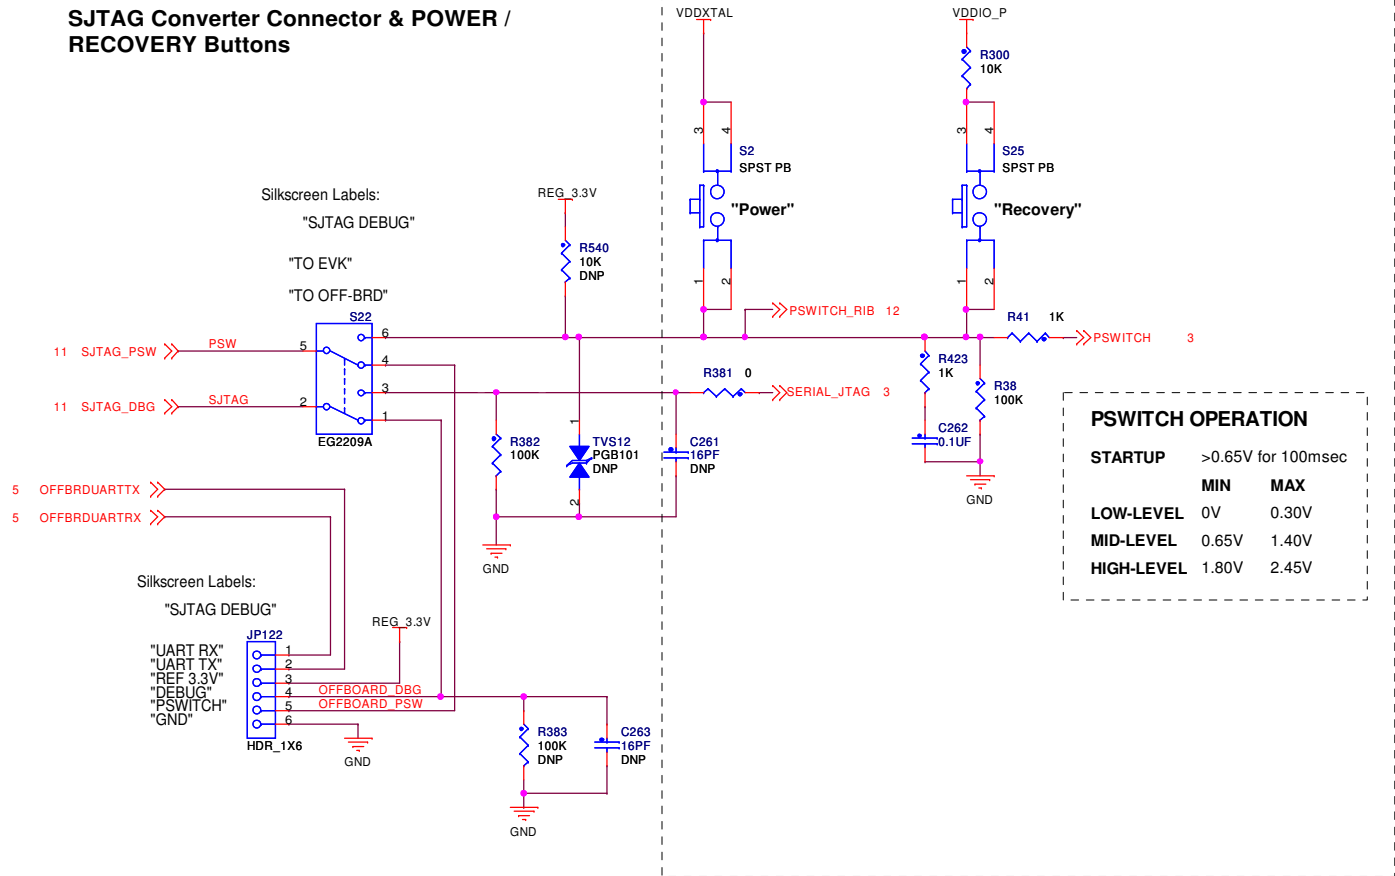 SJTAG Converter Connector & POWER /
RECOVERY Buttons
VDDXTAL
VDDIO_P
R300
10K
3
4
3
4
S2
SPST PB
S25
SPST PB
Silkscreen Labels:
"SJTAG DEBUG"
"TO EVK"
"TO OFF-BRD"
REG_3.3V
"Power"
"Recovery"
R540
10K
DNP
1
2
1
2
S22
PSWITCH_RIB 12
R41 1K
6
11 SJTAG_PSW
PSW
5
PSWITCH 3
4
R423
1K
R381 0
3
SERIAL_JTAG 3
R38
100K
11 SJTAG_DBG
SJTAG
2
1
EG2209A
R382
100K
1
TVS12
PGB101
DNP
2
C261
16PF
DNP
C262
0.1UF
GND
PSWITCH OPERATION
STARTUP >0.65V for 100msec
MIN MAX
LOW-LEVEL 0V 0.30V
MID-LEVEL 0.65V 1.40V
HIGH-LEVEL 1.80V 2.45V
5 OFFBRDUARTTX
5 OFFBRDUARTRX
GND
Silkscreen Labels:
"SJTAG DEBUG"
REG_3.3V
JP122
"UART RX" 1
"UART TX" 2
"REF 3.3V" 3
"DEBUG" 4 OFFBOARD_DBG
"PSWITCH" 5 OFFBOARD_PSW
"GND" 6
HDR_1X6
GND
R383
100K
DNP
C263
16PF
DNP
GND